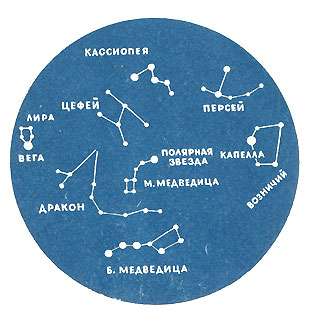 КАССИОПЕЯ
ЦЕФЕЙ
ПЕРСЕЙ
ЛИРА
ВЕГА
ПОЛЯРНАЯ
ЗВЕЗДА
КАПЕЛЛА
М. МЕДВЕДИЦА
ВОЗНИЧИЙ
ДРАКОН
Б. МЕДВЕДИЦА